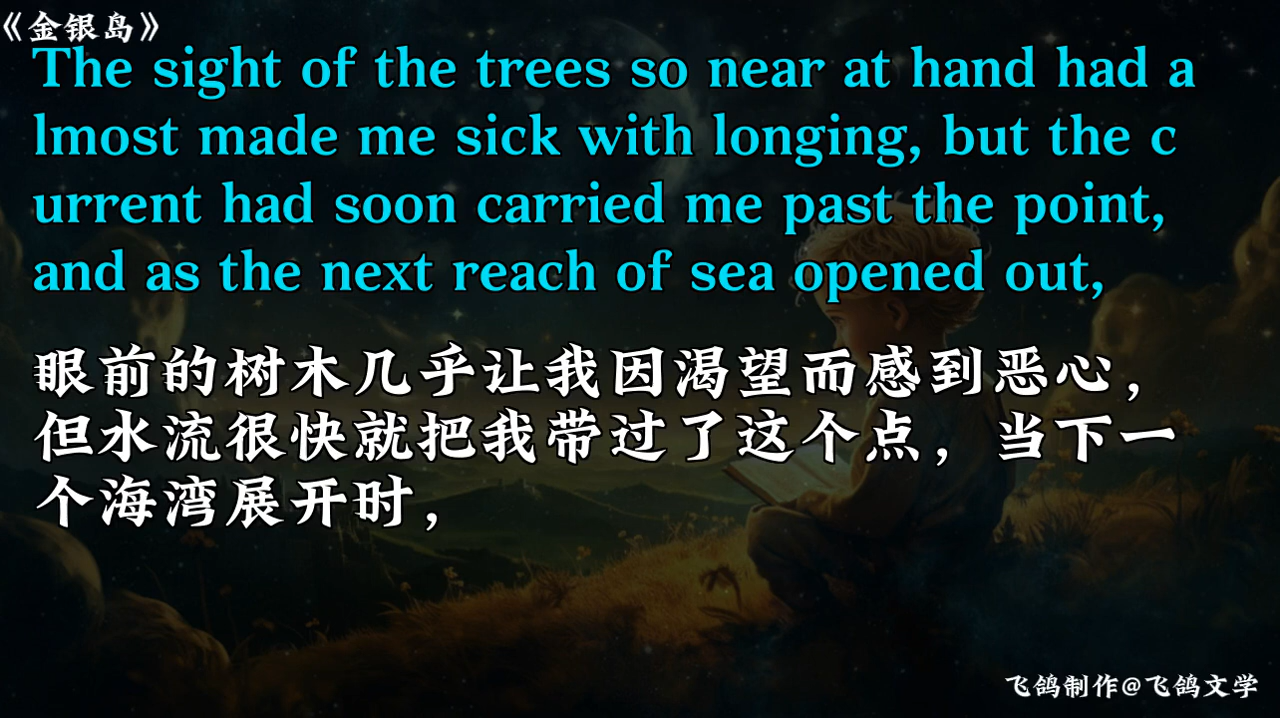 《金银岛》
The sight of the trees so near at hand had a
lmost made me sick with longing, but the c
urrent had soon carried me past the point,
and as the next reach of sea opened out,
眼前的树木几乎让我因渴望而感到恶心，
但水流很快就把我带过了这个点，当下一
个海湾展开时，
飞鸽制作@飞鸽文学